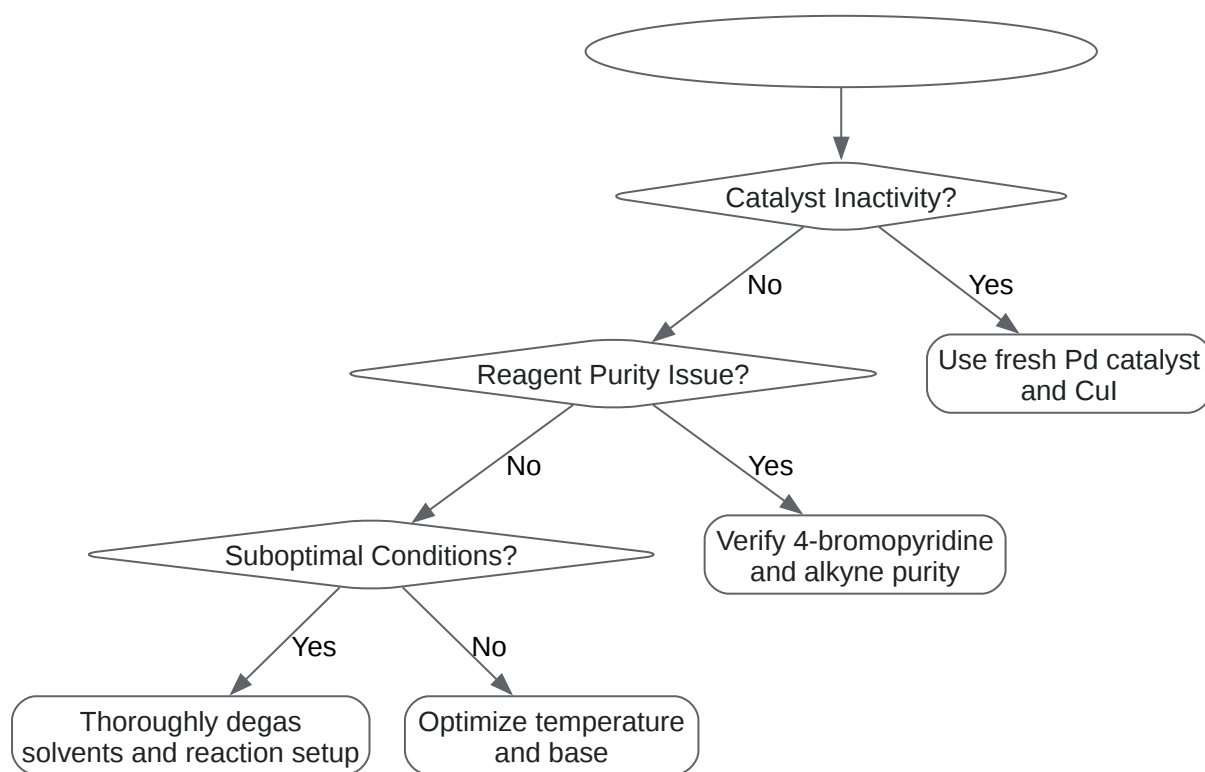 Catalyst Inactivity?
No
Yes
Use fresh Pd catalyst
and CuI
Reagent Purity Issue?
No
Yes
Verify 4-bromopyridine
and alkyne purity
Suboptimal Conditions?
Yes
No
Thoroughly degas
solvents and reaction setup
Optimize temperature
and base